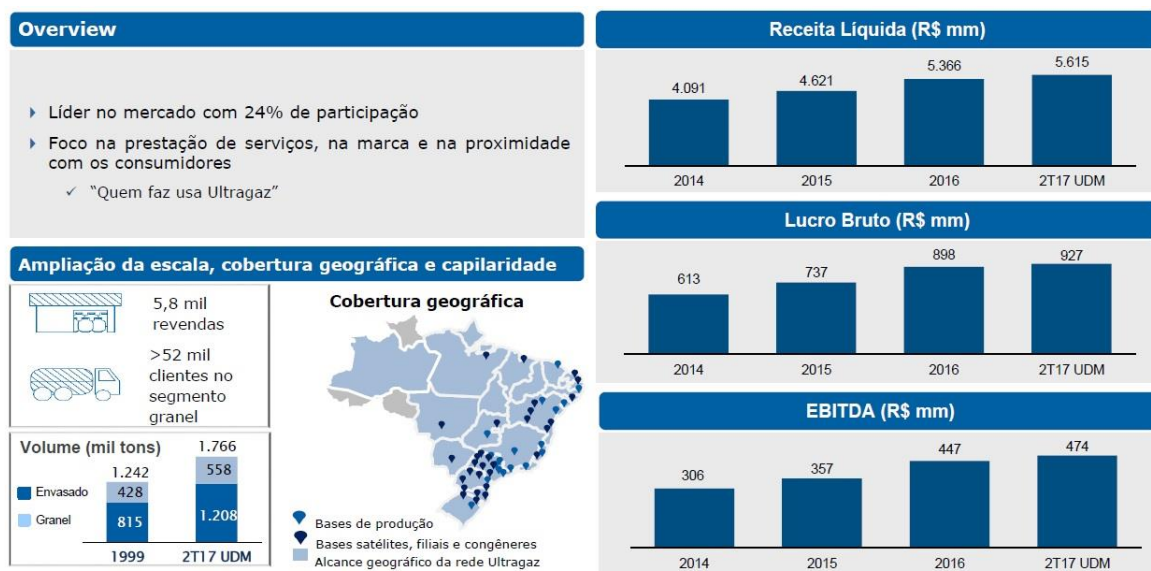 Overview
Líder no mercado com 24% de participação
Foco na prestação de serviços, na marca e na proximidade
com os consumidores
“Quem faz usa Ultragaz”
Ampliação da escala, cobertura geográfica e capilaridade
5,8 mil
revendas
>52 mil
clientes no
segmento
granel
Volume (mil tons)
1.766
1.242
558
428
Envasado
Granel
815
1.208
1999
2T17 UDM
Cobertura geográfica
Bases de produção
Bases satélites, filiais e congêneres
Alcance geográfico da rede Ultragaz
Receita Líquida (R$ mm)
4.091
4.621
5.366
5.615
2014
2015
2016
2T17 UDM
Lucro Bruto (R$ mm)
613
737
898
927
2014
2015
2016
2T17 UDM
EBITDA (R$ mm)
306
357
447
474
2014
2015
2016
2T17 UDM